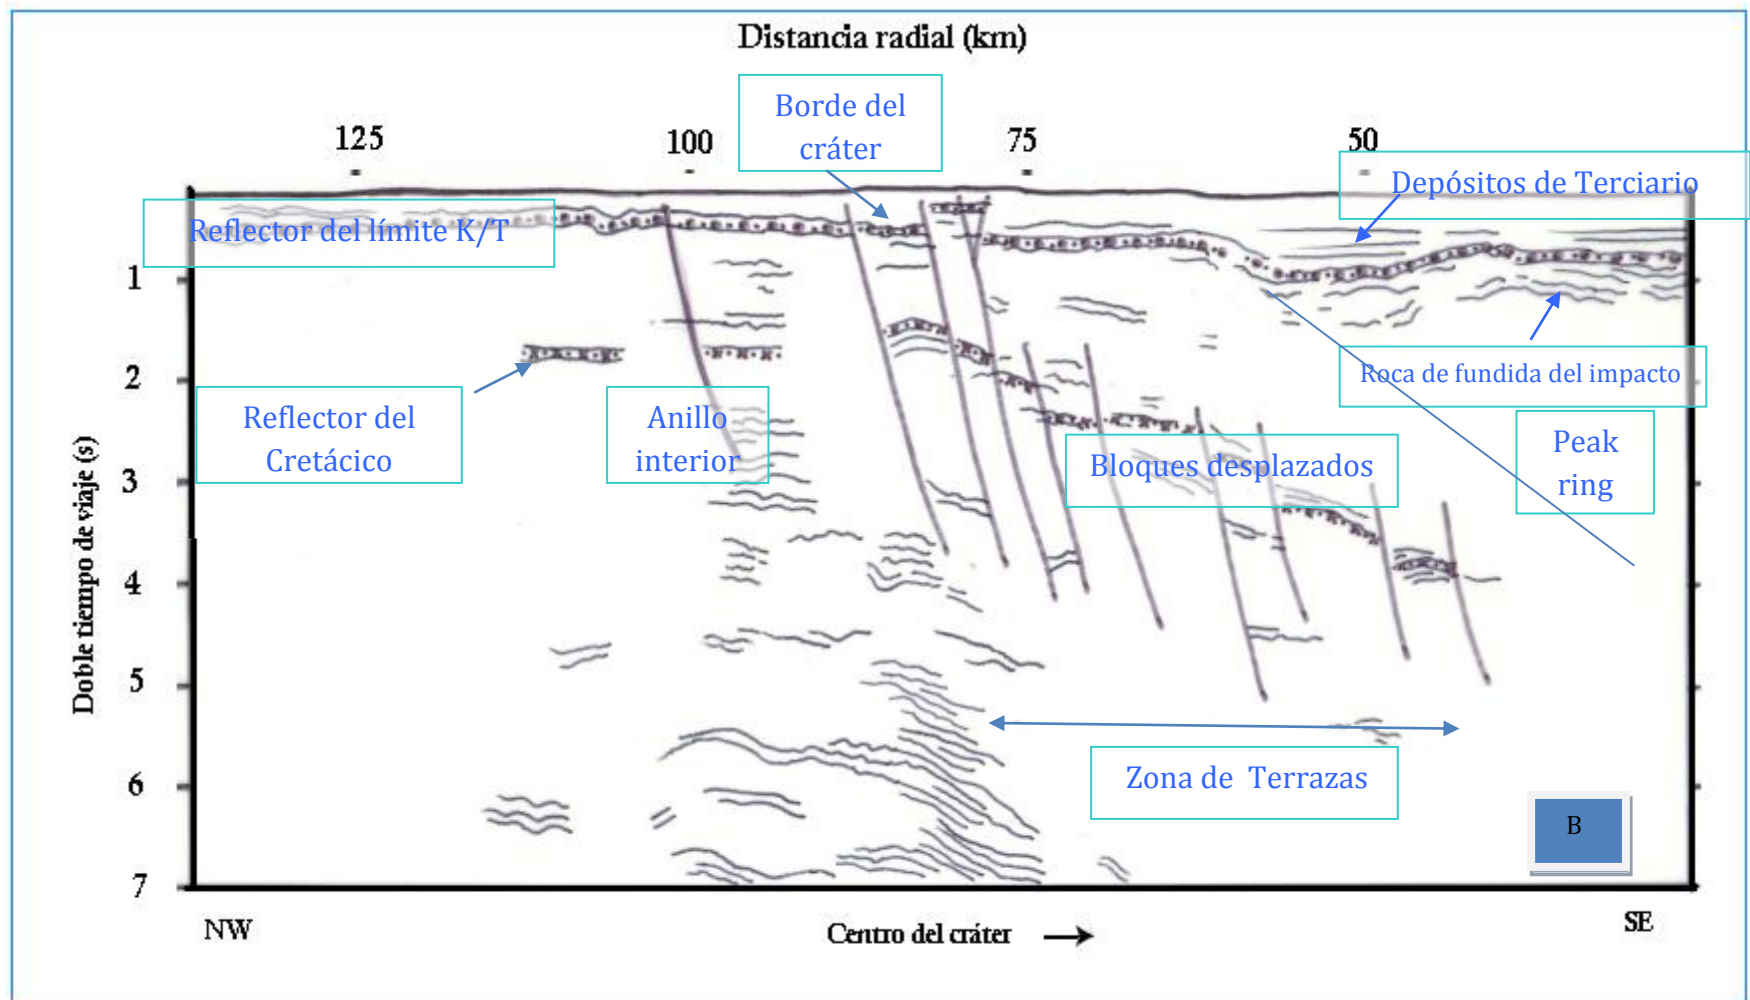 Distancia radial (km)
125
100
75
50
Borde del
cráter
Depósitos de Terciario
Reflector del límite K/T
1
2
3
4
5
6
7
Doble tiempo de viaje (s)
Roca de fundida del impacto
Reflector del
Cretácico
Anillo
interior
Bloques desplazados
Peak
ring
Zona de Terrazas
B
NW
Centro del cráter
SE